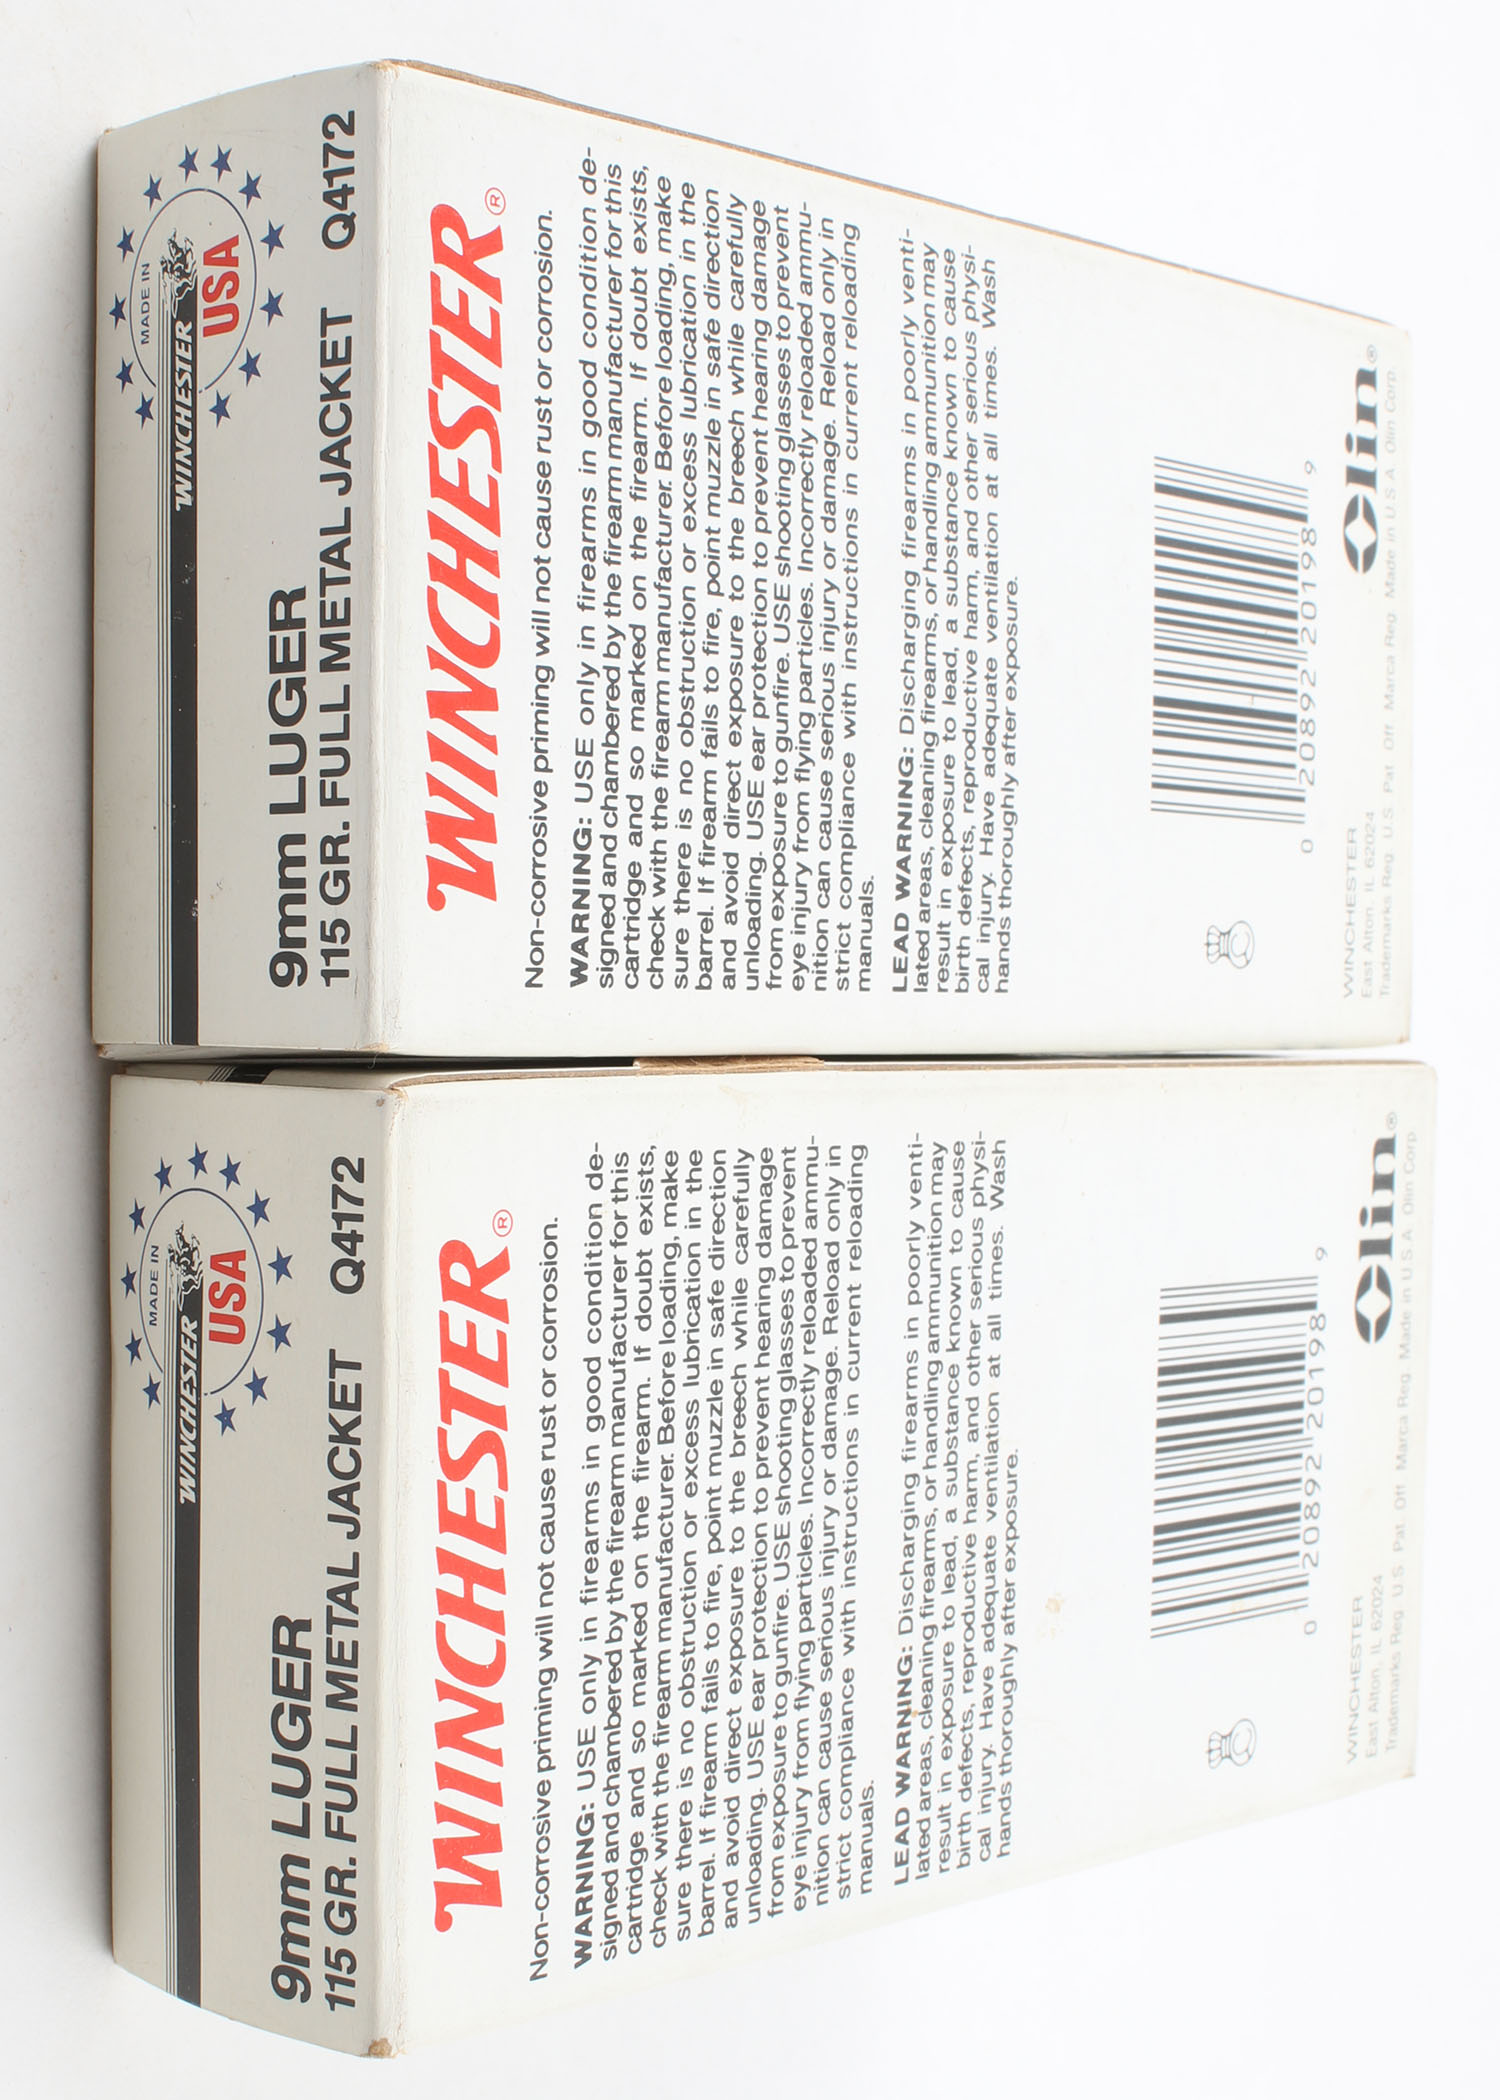 MADE IN
WINCHESTER
USA
9mm LUGER
115 GR. FULL METAL JACKET Q4172
WINCHESTER®
Non-corrosive priming will not cause rust or corrosion.
WARNING: USE only in firearms in good condition de-
signed and chambered by the firearm manufacturer for this
cartridge and so marked on the firearm. If doubt exists,
check with the firearm manufacturer. Before loading, make
sure there is no obstruction or excess lubrication in the
barrel. If firearm fails to fire, point muzzle in safe direction
and avoid direct exposure to the breech while carefully
unloading. USE ear protection to prevent hearing damage
from exposure to gunfire. USE shooting glasses to prevent
eye injury from flying particles. Incorrectly reloaded ammu-
nition can cause serious injury or damage. Reload only in
strict compliance with instructions in current reloading
manuals.
LEAD WARNING: Discharging firearms in poorly venti-
lated areas, cleaning firearms, or handling ammunition may
result in exposure to lead, a substance known to cause
birth defects, reproductive harm, and other serious physi-
cal injury. Have adequate ventilation at all times. Wash
hands thoroughly after exposure.
0 20892 20198 9
WINCHESTER
East Alton, IL 62024
Olin®
Trademarks Reg. U.S. Pat. Off. Marca Reg. Made in U.S.A. Olin Corp.
MADE IN
WINCHESTER
USA
9mm LUGER
115 GR. FULL METAL JACKET Q4172
WINCHESTER®
Non-corrosive priming will not cause rust or corrosion.
WARNING: USE only in firearms in good condition de-
signed and chambered by the firearm manufacturer for this
cartridge and so marked on the firearm. If doubt exists,
check with the firearm manufacturer. Before loading, make
sure there is no obstruction or excess lubrication in the
barrel. If firearm fails to fire, point muzzle in safe direction
and avoid direct exposure to the breech while carefully
unloading. USE ear protection to prevent hearing damage
from exposure to gunfire. USE shooting glasses to prevent
eye injury from flying particles. Incorrectly reloaded ammu-
nition can cause serious injury or damage. Reload only in
strict compliance with instructions in current reloading
manuals.
LEAD WARNING: Discharging firearms in poorly venti-
lated areas, cleaning firearms, or handling ammunition may
result in exposure to lead, a substance known to cause
birth defects, reproductive harm, and other serious physi-
cal injury. Have adequate ventilation at all times. Wash
hands thoroughly after exposure.
0 20892 20198 9
WINCHESTER
East Alton, IL 62024
Olin®
Trademarks Reg. U.S. Pat. Off. Marca Reg. Made in U.S.A. Olin Corp.